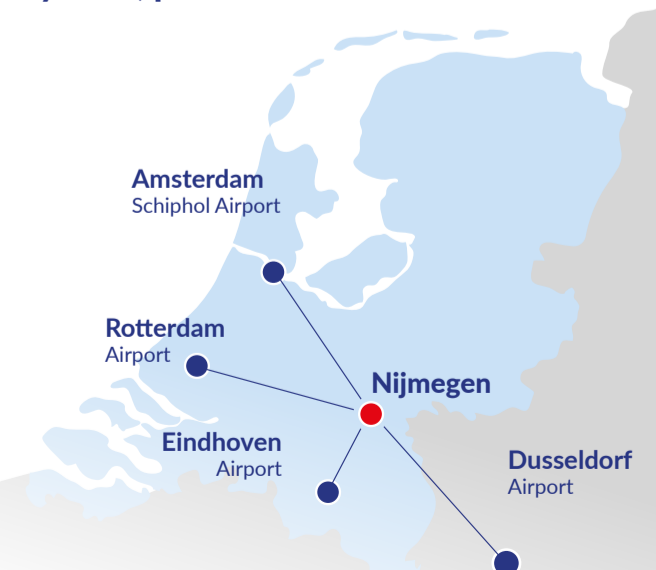 Amsterdam
Schiphol Airport
Rotterdam
Airport
Nijmegen
Eindhoven
Airport
Dusseldorf
Airport